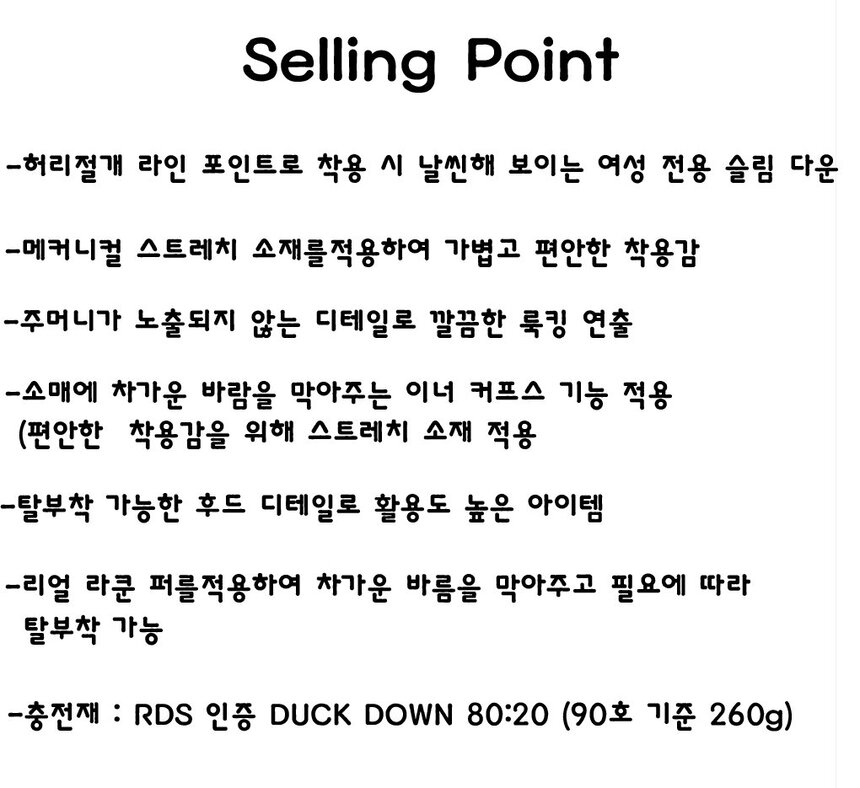 Selling Point
-허리절개 라인 포인트로 착용 시 날씬해 보이는 여성 전용 슬림 다운
-메커니컬 스트레치 소재를적용하여 가볍고 편안한 착용감
-주머니가 노출되지 않는 디테일로 깔끔한 룩킹 연출
-소매에 차가운 바람을 막아주는 이너 커프스 기능 적용
(편안한 착용감을 위해 스트레치 소재 적용
-탈부착 가능한 후드 디테일로 활용도 높은 아이템
-리얼 라쿤 퍼를적용하여 차가운 바름을 막아주고 필요에 따라
탈부착 가능
-충전재 : RDS 인증 DUCK DOWN 80:20 (90호 기준 260g)